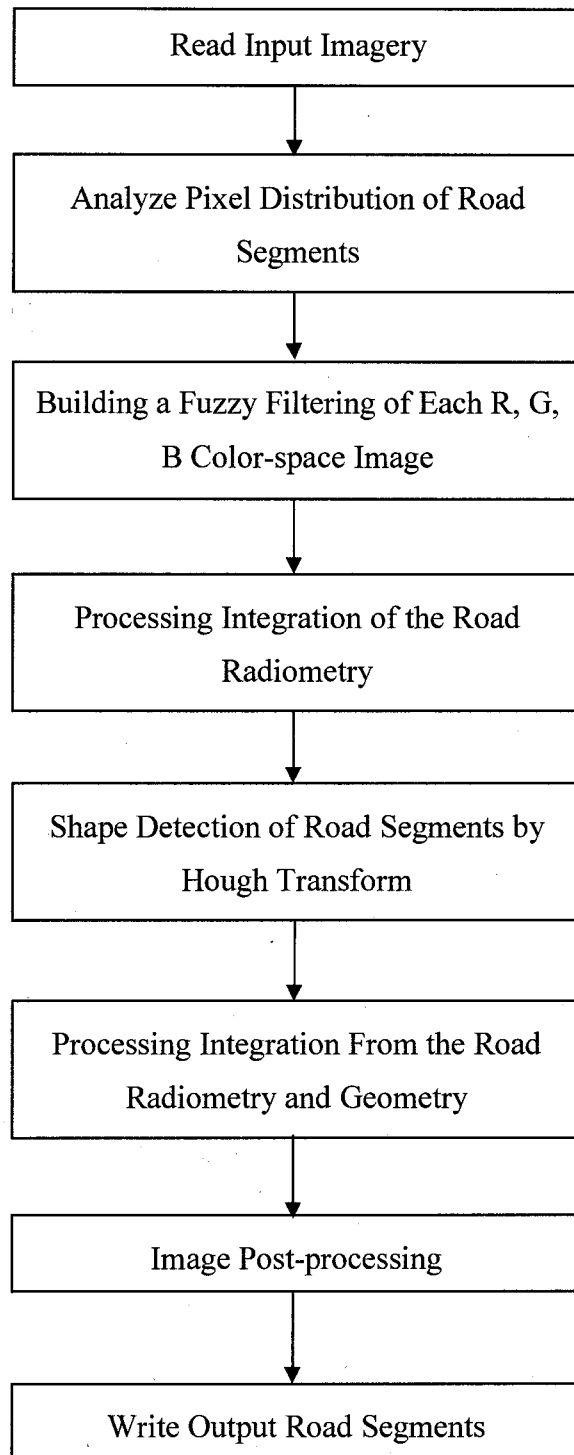 Read Input Imagery
Analyze Pixel Distribution of Road
Segments
Building a Fuzzy Filtering of Each R, G,
B Color-space Image
Processing Integration of the Road
Radiometry
Shape Detection of Road Segments by
Hough Transform
Processing Integration From the Road
Radiometry and Geometry
Image Post-processing
Write Output Road Segments